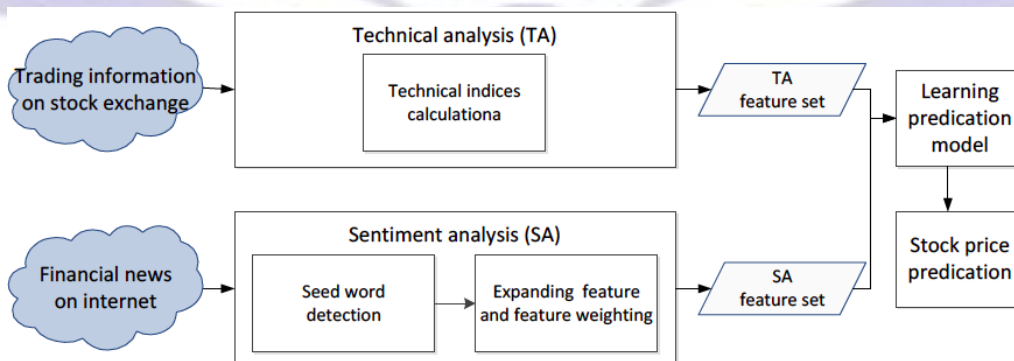 Technical analysis (TA)
Trading information
on stock exchange
Technical indices
calculationa
TA
feature set
Learning
predication
model
Sentiment analysis (SA)
Financial news
on internet
Seed word
detection
Expanding feature
and feature weighting
SA
feature set
Stock price
predication